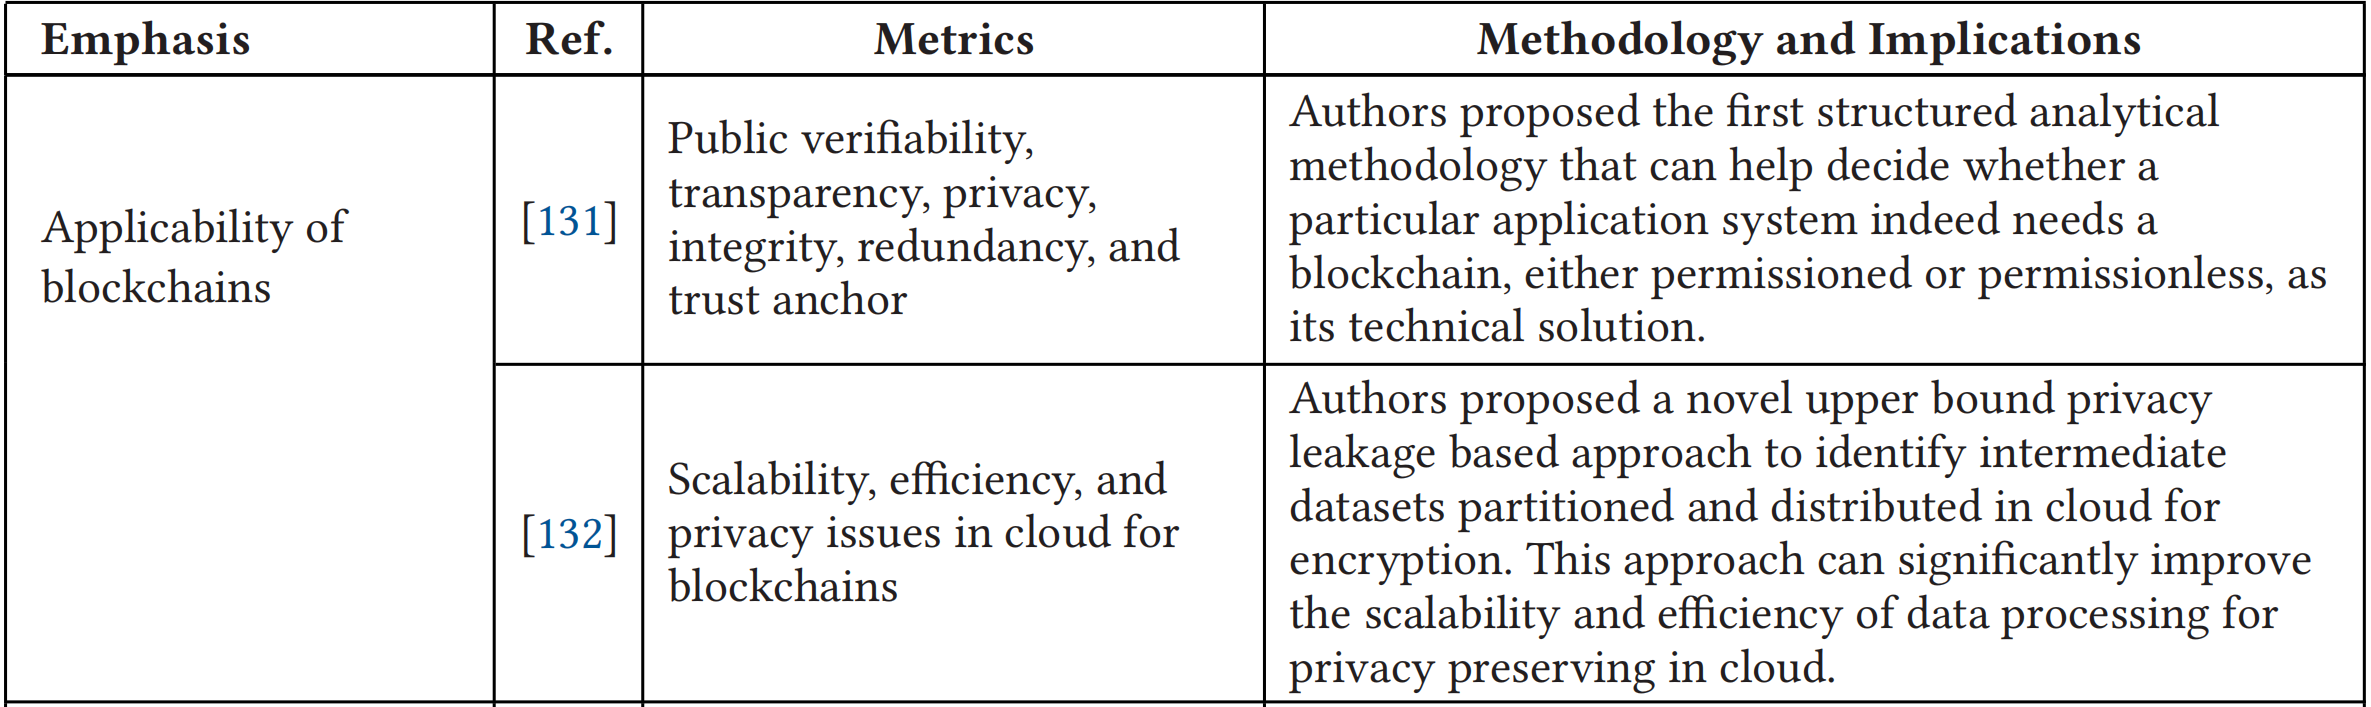 Emphasis Ref. Metrics Methodology and Implications
Applicability of
blockchains
[131]
Public verifiability,
transparency, privacy,
integrity, redundancy, and
trust anchor
Authors proposed the first structured analytical
methodology that can help decide whether a
particular application system indeed needs a
blockchain, either permissioned or permissionless, as
its technical solution.
[132]
Scalability, efficiency, and
privacy issues in cloud for
blockchains
Authors proposed a novel upper bound privacy
leakage based approach to identify intermediate
datasets partitioned and distributed in cloud for
encryption. This approach can significantly improve
the scalability and efficiency of data processing for
privacy preserving in cloud.